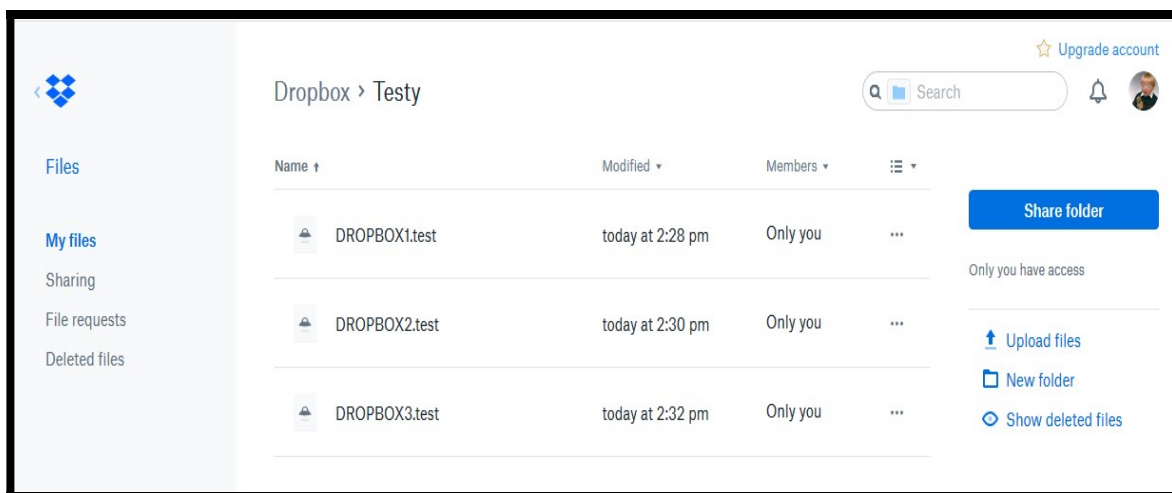 Upgrade account
Dropbox > Testy
Search
Files
My files
Sharing
File requests
Deleted files
Name Modified Members
DROPBOX1.test today at 2:28 pm Only you ...
DROPBOX2.test today at 2:30 pm Only you ...
DROPBOX3.test today at 2:32 pm Only you ...
Share folder
Only you have access
Upload files
New folder
Show deleted files